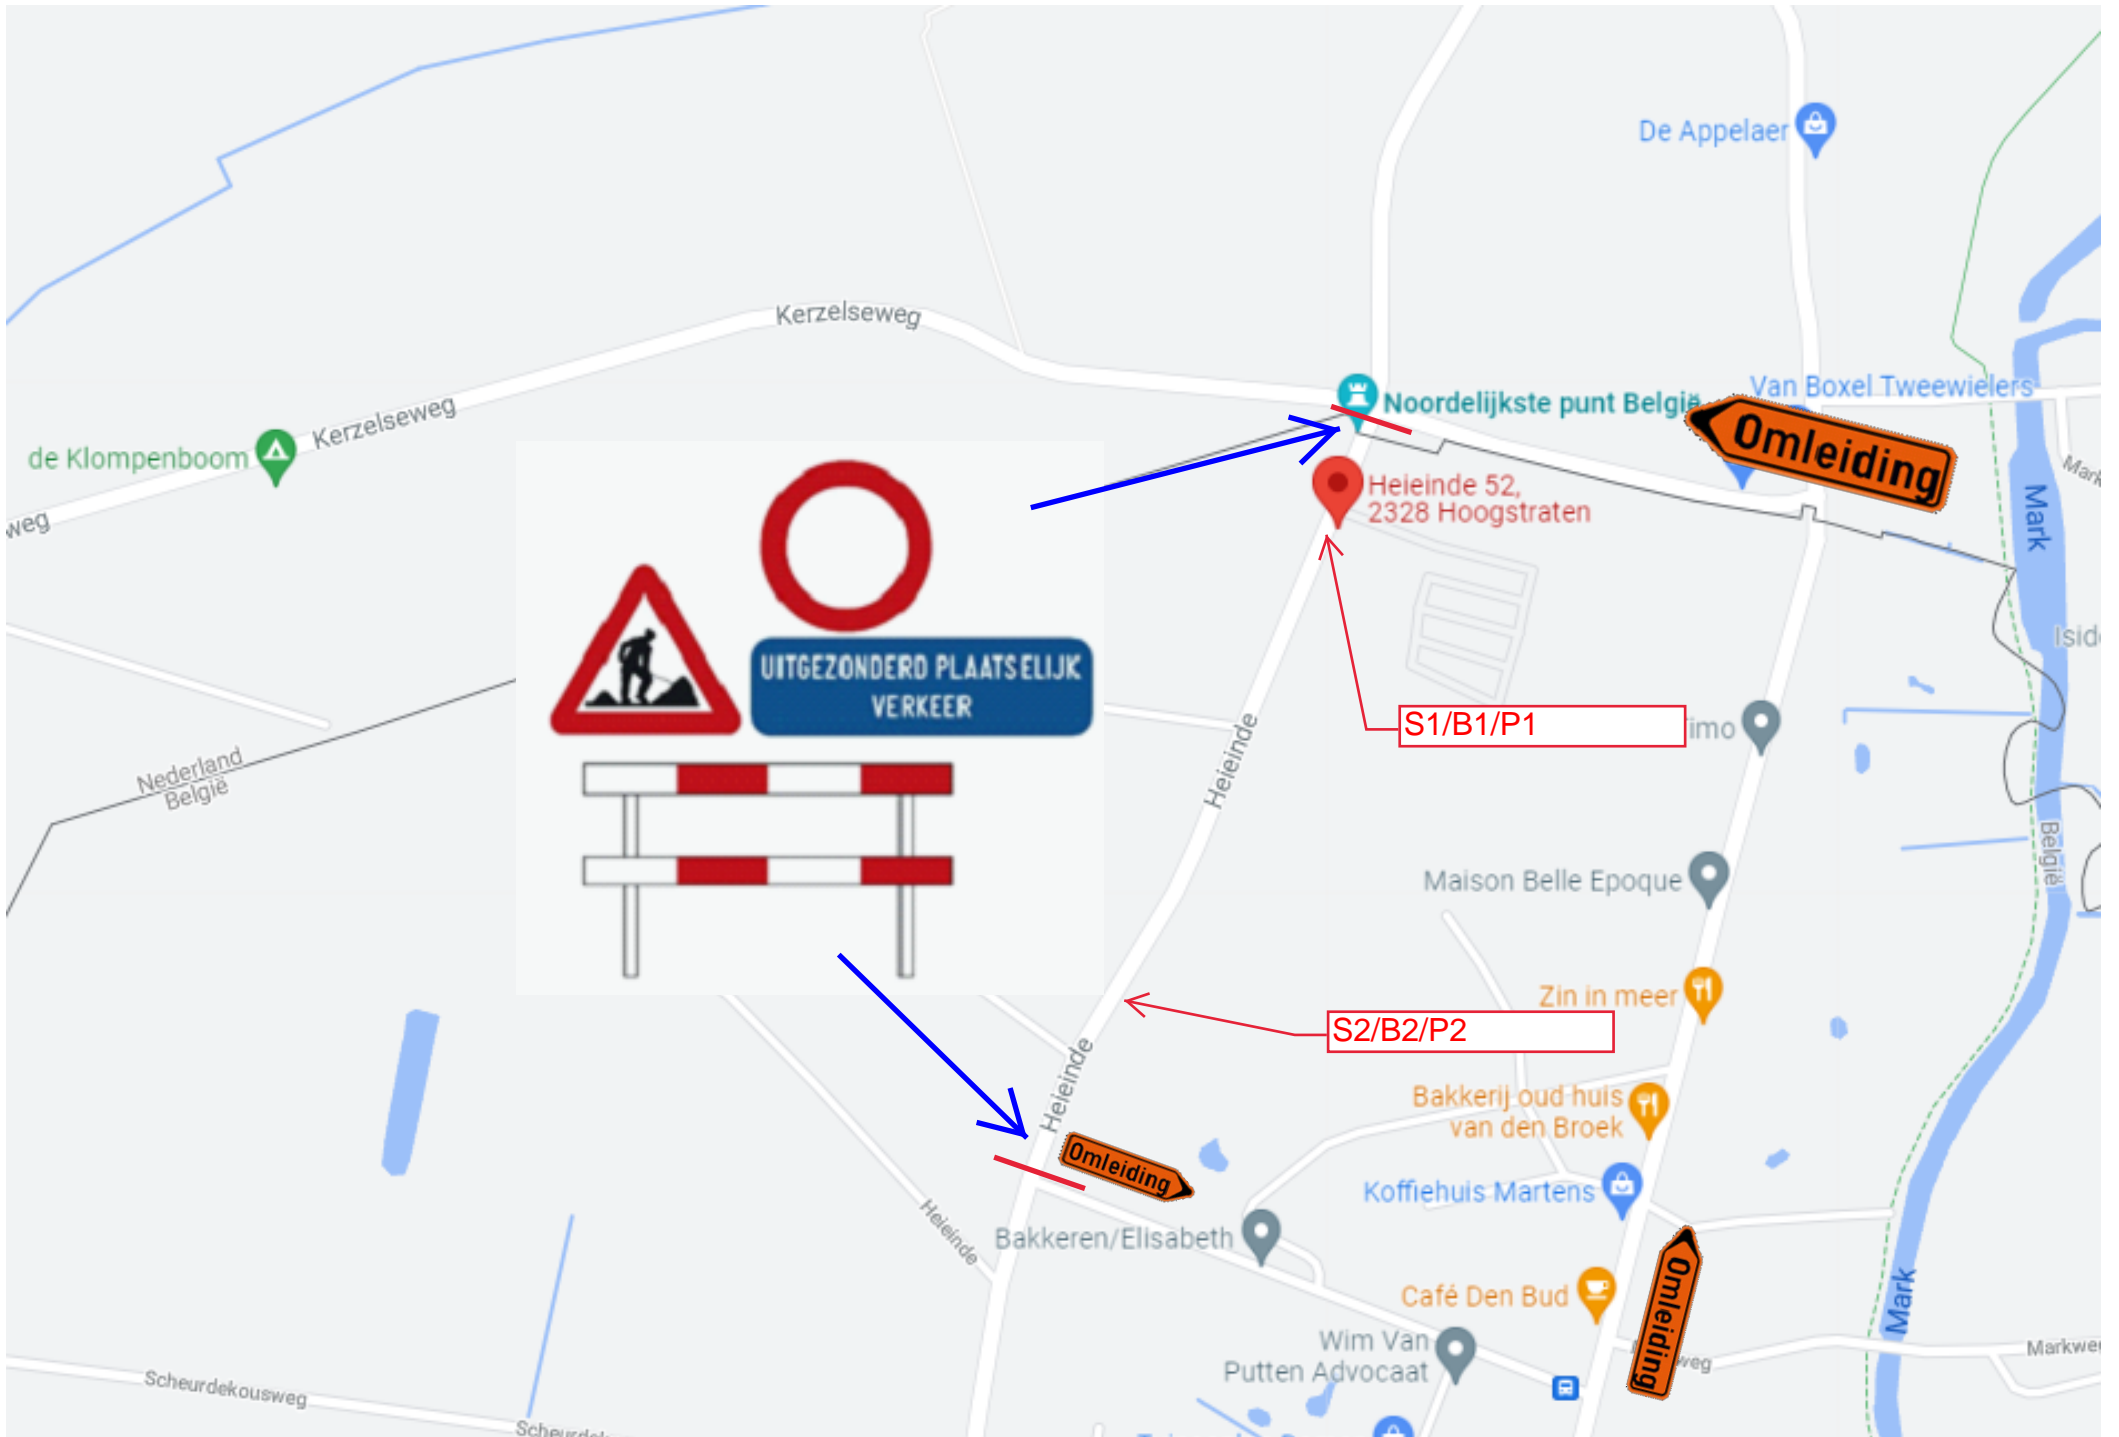 De Appelaer
Kerzelseweg
Van Boxel Tweewielers
Noordelijkste punt België
Omleiding
Kerzelseweg
de Klompenboom
Mark
Heieinde 52,
2328 Hoogstraten
weg
Mark
UITGEZONDERD PLAATSELIJK
VERKEER
S1/B1/P1
imo
Heieinde
Nederland
België
België
Maison Belle Epoque
Zin in meer
S2/B2/P2
Heieinde
Bakkerij oud huis
van den Broek
Omleiding
Koffiehuis Martens
Heieinde
Bakkeren/Elisabeth
Café Den Bud
Omleiding
Mark
Wim Van
Putten Advocaat
weg
Markwe
Scheurdekousweg
Scheurdek